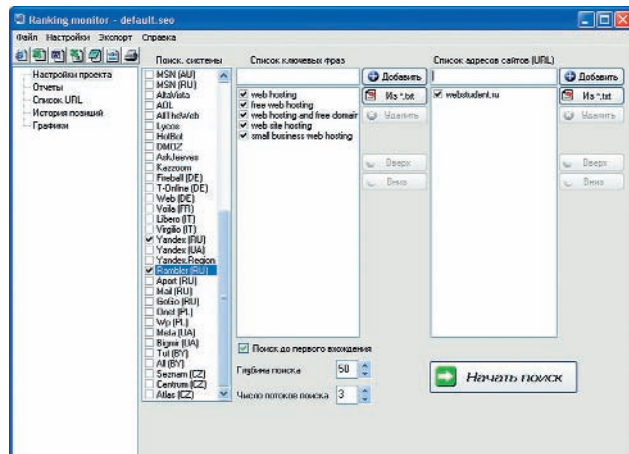 Ranking monitor - default.seo
Файл Настройки Экспорт Справка
Настройки проекта
Отчеты
Список URL
История позиций
Графики
Поиск. системы
MSN (AU)
MSN (RU)
AltaVista
AOL
AllTheWeb
Lycos
HotBot
DMOZ
AskJeeves
Kazzoom
Fireball (DE)
T-Online (DE)
Web (DE)
Voila (FR)
Libero (IT)
Virgilio (IT)
Yandex (RU)
Yandex (UA)
Yandex.Region
Rambler (RU)
Aport (RU)
Mail (RU)
GoGo (RU)
Onet (PL)
Wp (PL)
Meta (UA)
Bigmir (UA)
Tut (BY)
All (BY)
Seznam (CZ)
Centrum (CZ)
Atlas (CZ)
Список ключевых фраз
Добавить
web hosting
free web hosting
web hosting and free domain
web site hosting
small business web hosting
Из *.txt
Удалить
Вверх
Вниз
Поиск до первого вхождения
Глубина поиска 50
Число потоков поиска 3
Список адресов сайтов (URL)
Добавить
webstudent.ru
Из *.txt
Удалить
Вверх
Вниз
Начать поиск